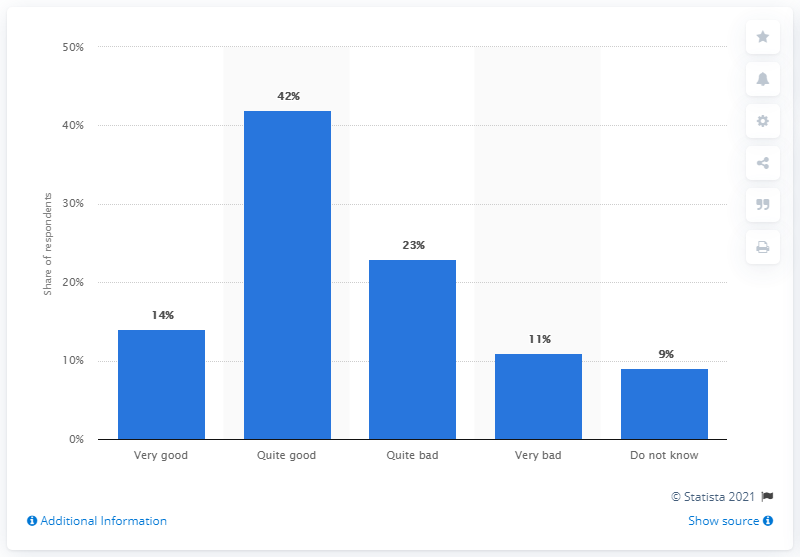 50%
40%
30%
20%
10%
0%
Share of respondents
14%
42%
23%
11%
9%
Very good
Quite good
Quite bad
Very bad
Do not know
© Statista 2021
Additional Information
Show source